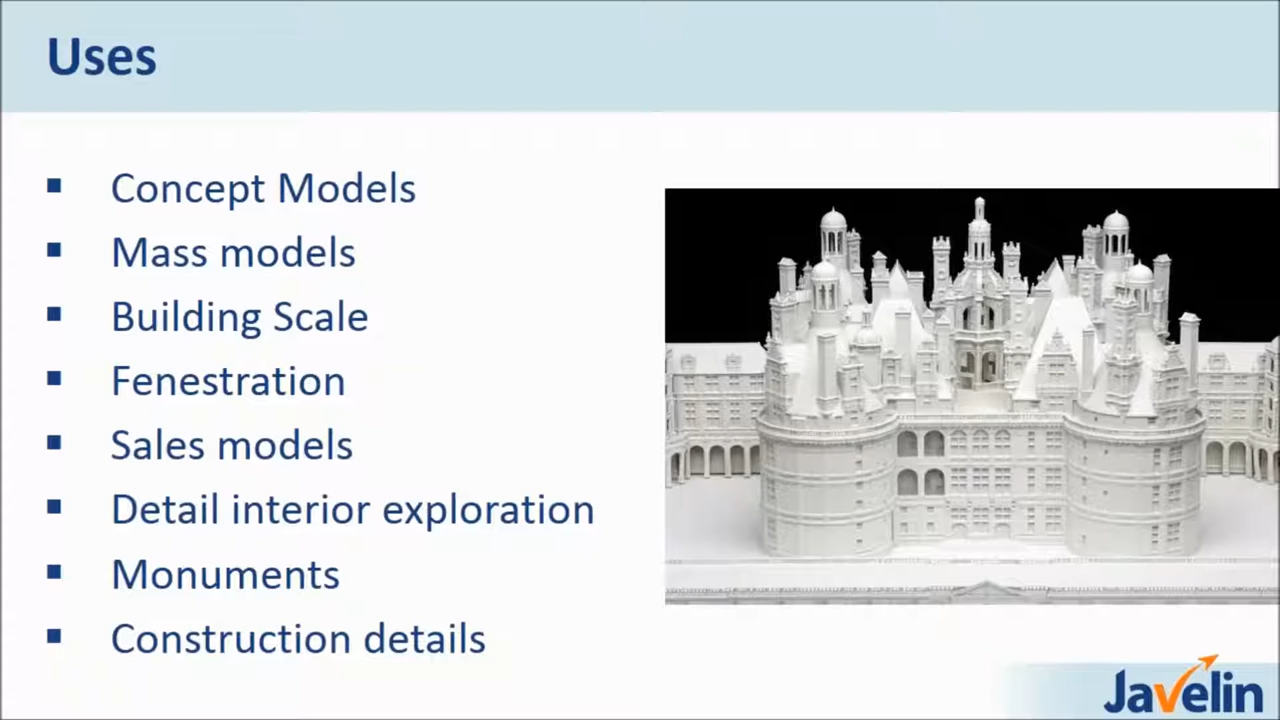 Uses
Concept Models
Mass models
Building Scale
Fenestration
Sales models
Detail interior exploration
Monuments
Construction details
Javelin